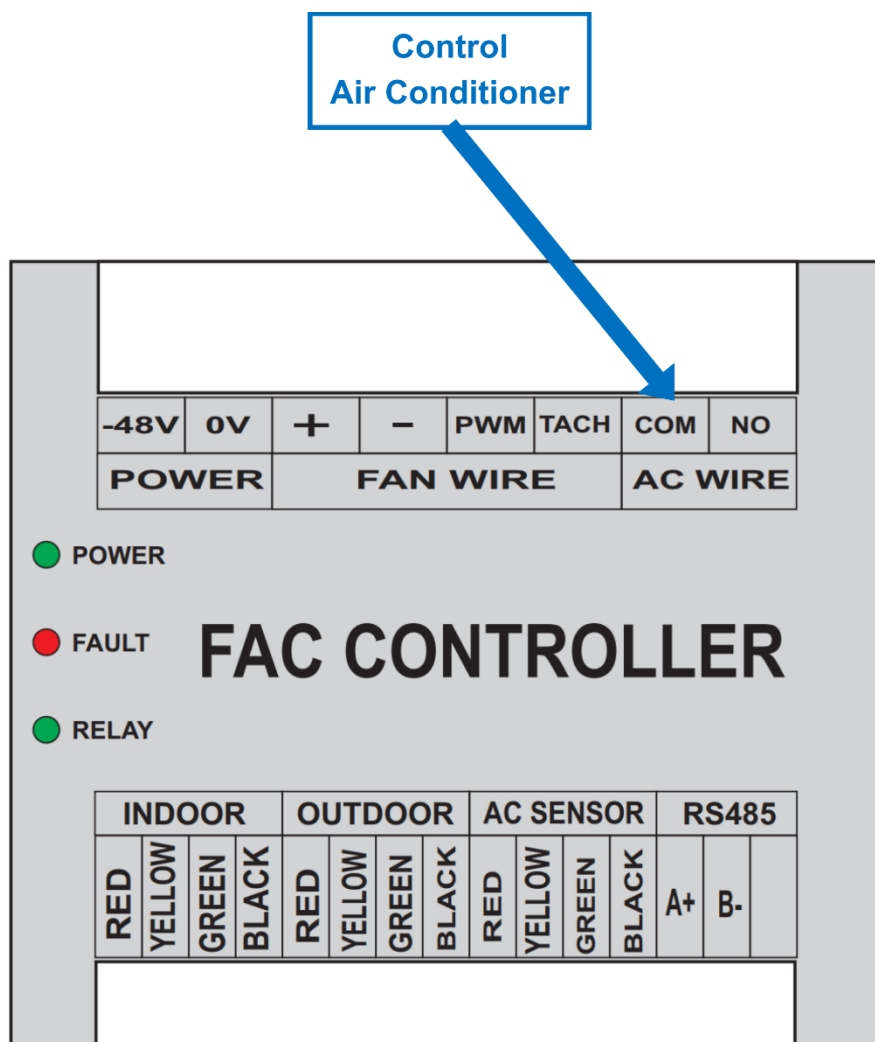 Control
Air Conditioner
-48V 0V + - PWM TACH COM NO
POWER FAN WIRE AC WIRE
POWER
FAULT
FAC CONTROLLER
RELAY
INDOOR OUTDOOR AC SENSOR RS485
RED YELLOW GREEN BLACK RED YELLOW GREEN BLACK RED YELLOW GREEN BLACK A+ B-